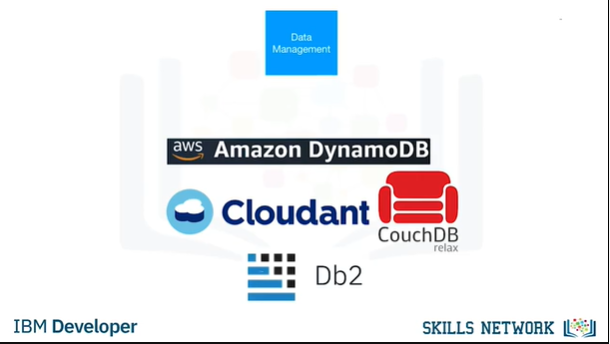 Data
Management
aws Amazon DynamoDB
Cloudant
CouchDB
relax
Db2
IBM Developer
SKILLS NETWORK